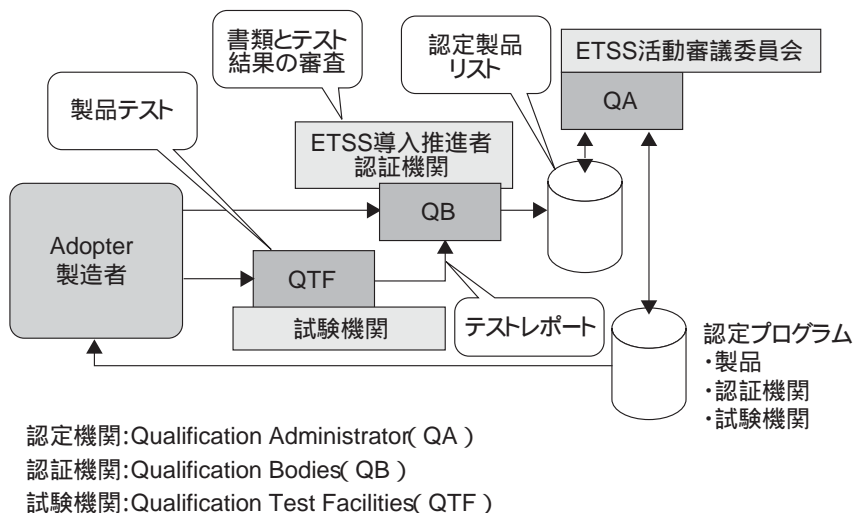 書類とテスト
結果の審査
認定製品
リスト
ETSS活動審議委員会
QA
製品テスト
ETSS導入推進者
認証機関
QB
Adopter
製造者
QTF
試験機関
テストレポート
認定プログラム
・製品
・認証機関
・試験機関
認定機関:Qualification Administrator( QA )
認証機関:Qualification Bodies( QB )
試験機関:Qualification Test Facilities( QTF )